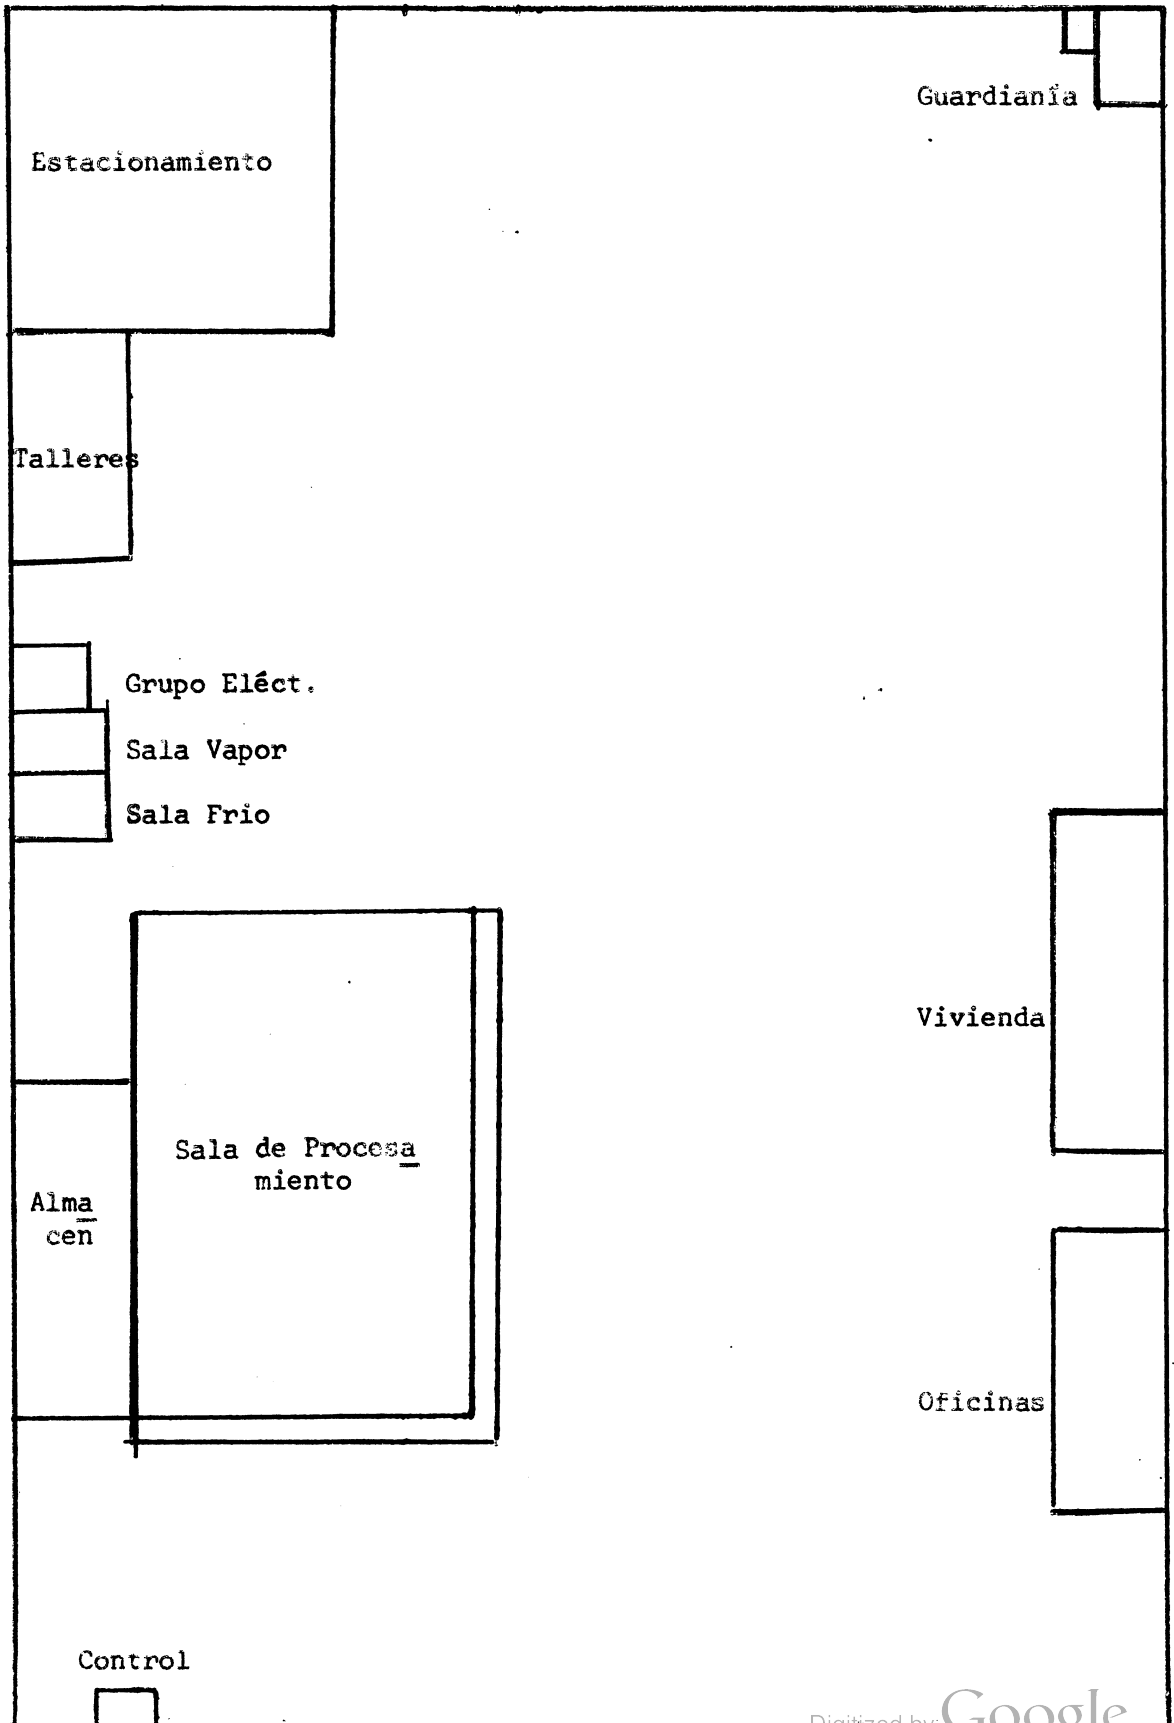 Guardianía
Estacionamiento
Talleres
Grupo Eléct.
Sala Vapor
Sala Frio
Vivienda
Sala de Procesa
miento
Alma
cen
Oficinas
Control
Digitized by Google